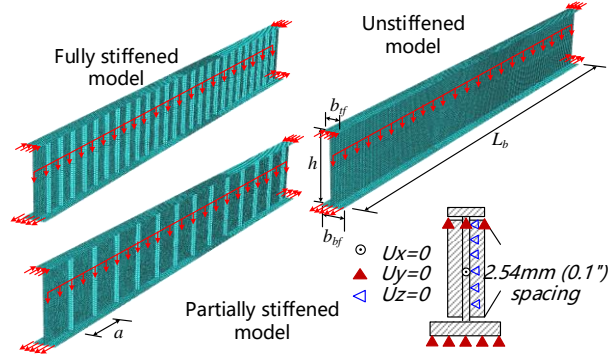 Fully stiffened
model
Unstiffened
model
b_tf
h
L_b
b_bf
Ux=0
Uy=0
Uz=0
2.54mm (0.1")
spacing
Partially stiffened
model
a